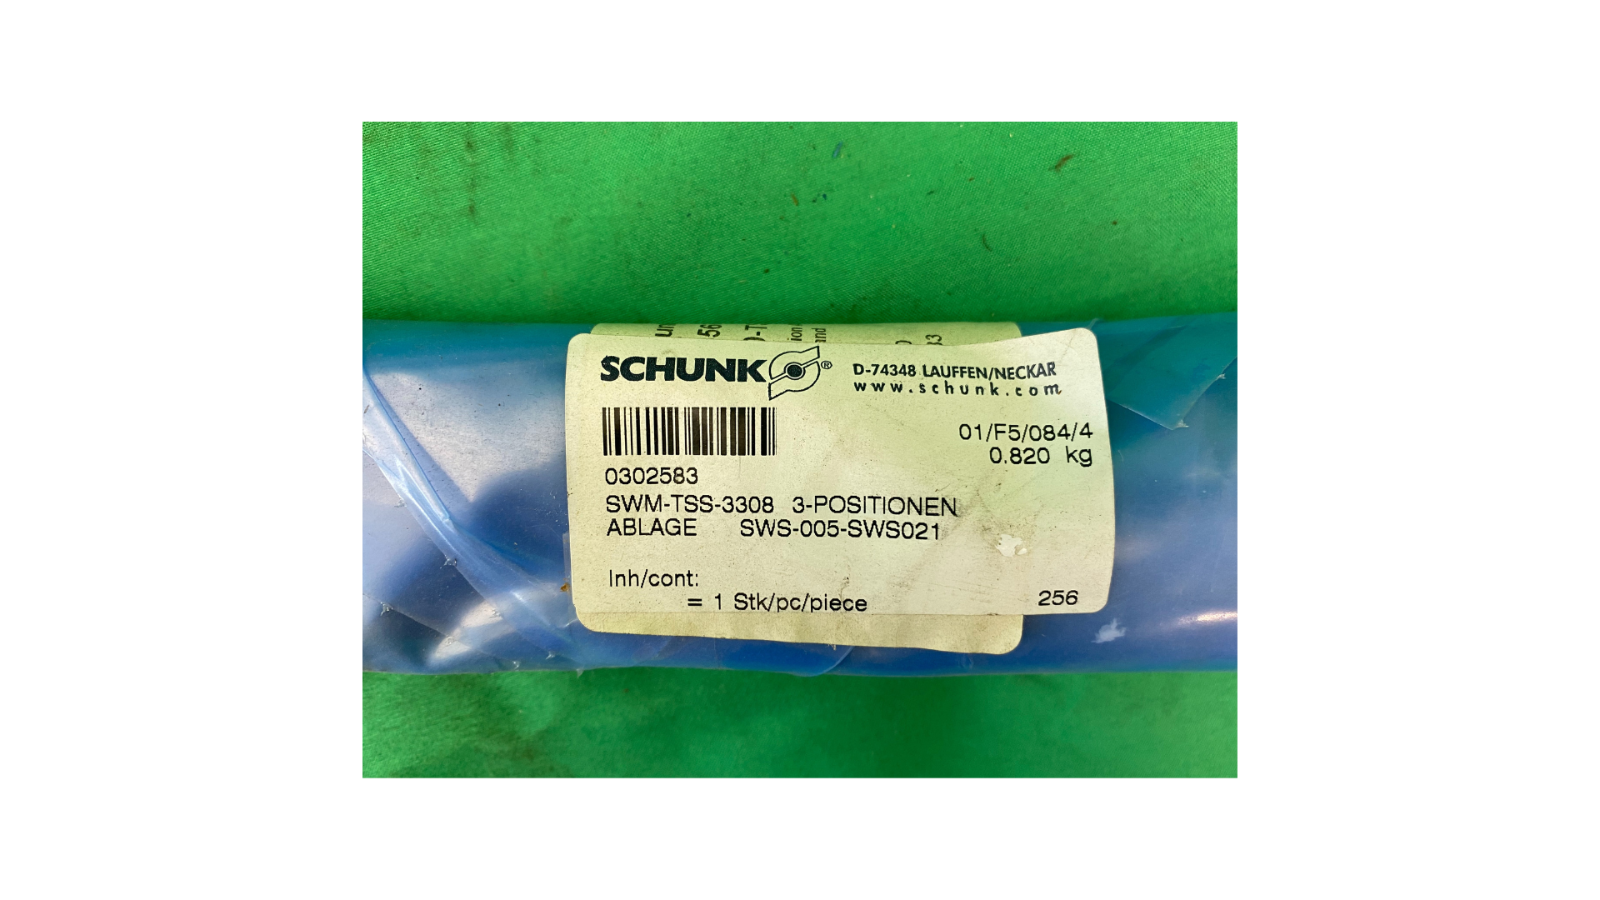 SCHUNK ®
D-74348 LAUFFEN/NECKAR
www.schunk.com
01/F5/084/4
0.820 kg
0302583
SWM-TSS-3308 3-POSITIONEN
ABLAGE SWS-005-SWS021
Inh/cont:
= 1 Stk/pc/piece
256